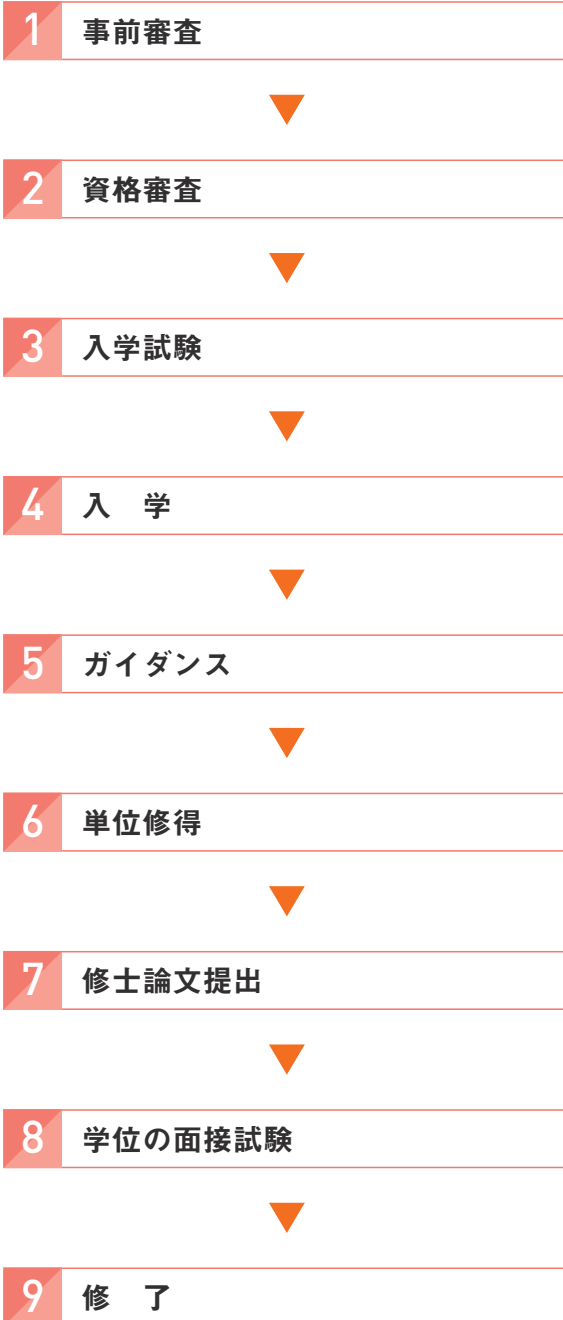 1 事前審査
2 資格審査
3 入学試験
4 入　学
5 ガイダンス
6 単位修得
7 修士論文提出
8 学位の面接試験
9 修　了